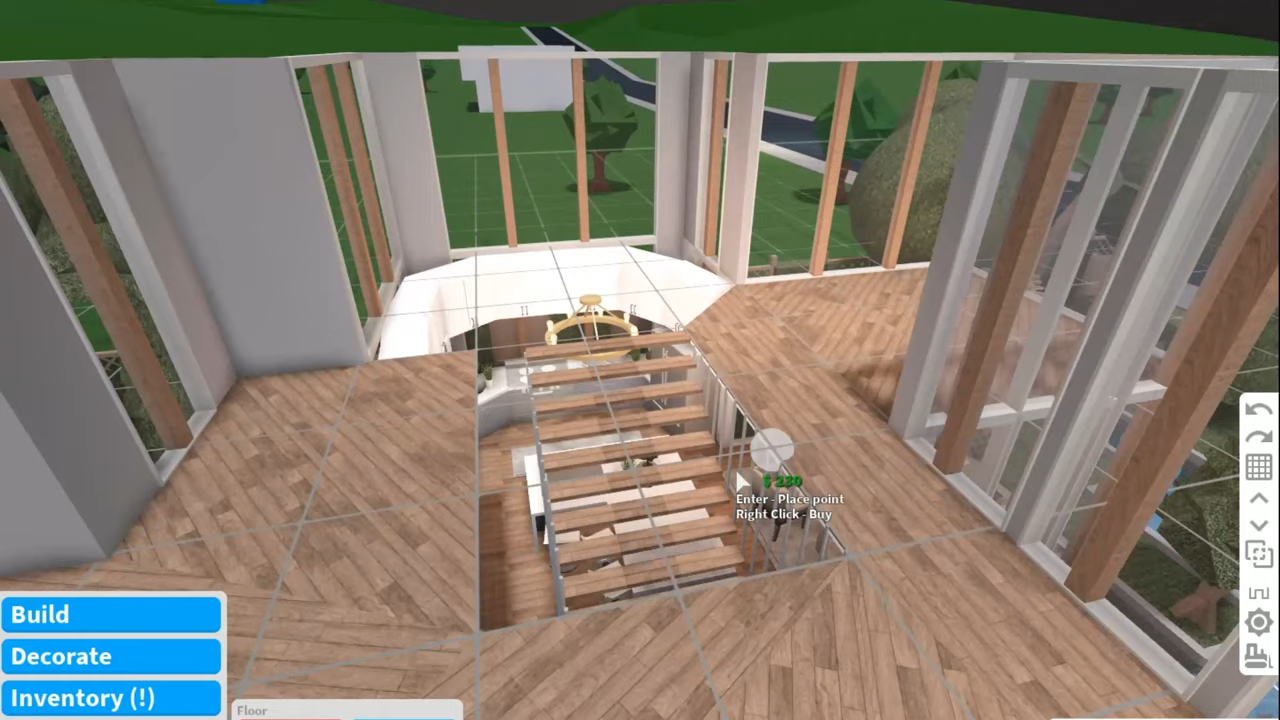 $ 230
Enter - Place point
Right Click - Buy
Build
Decorate
Inventory (!)
Floor